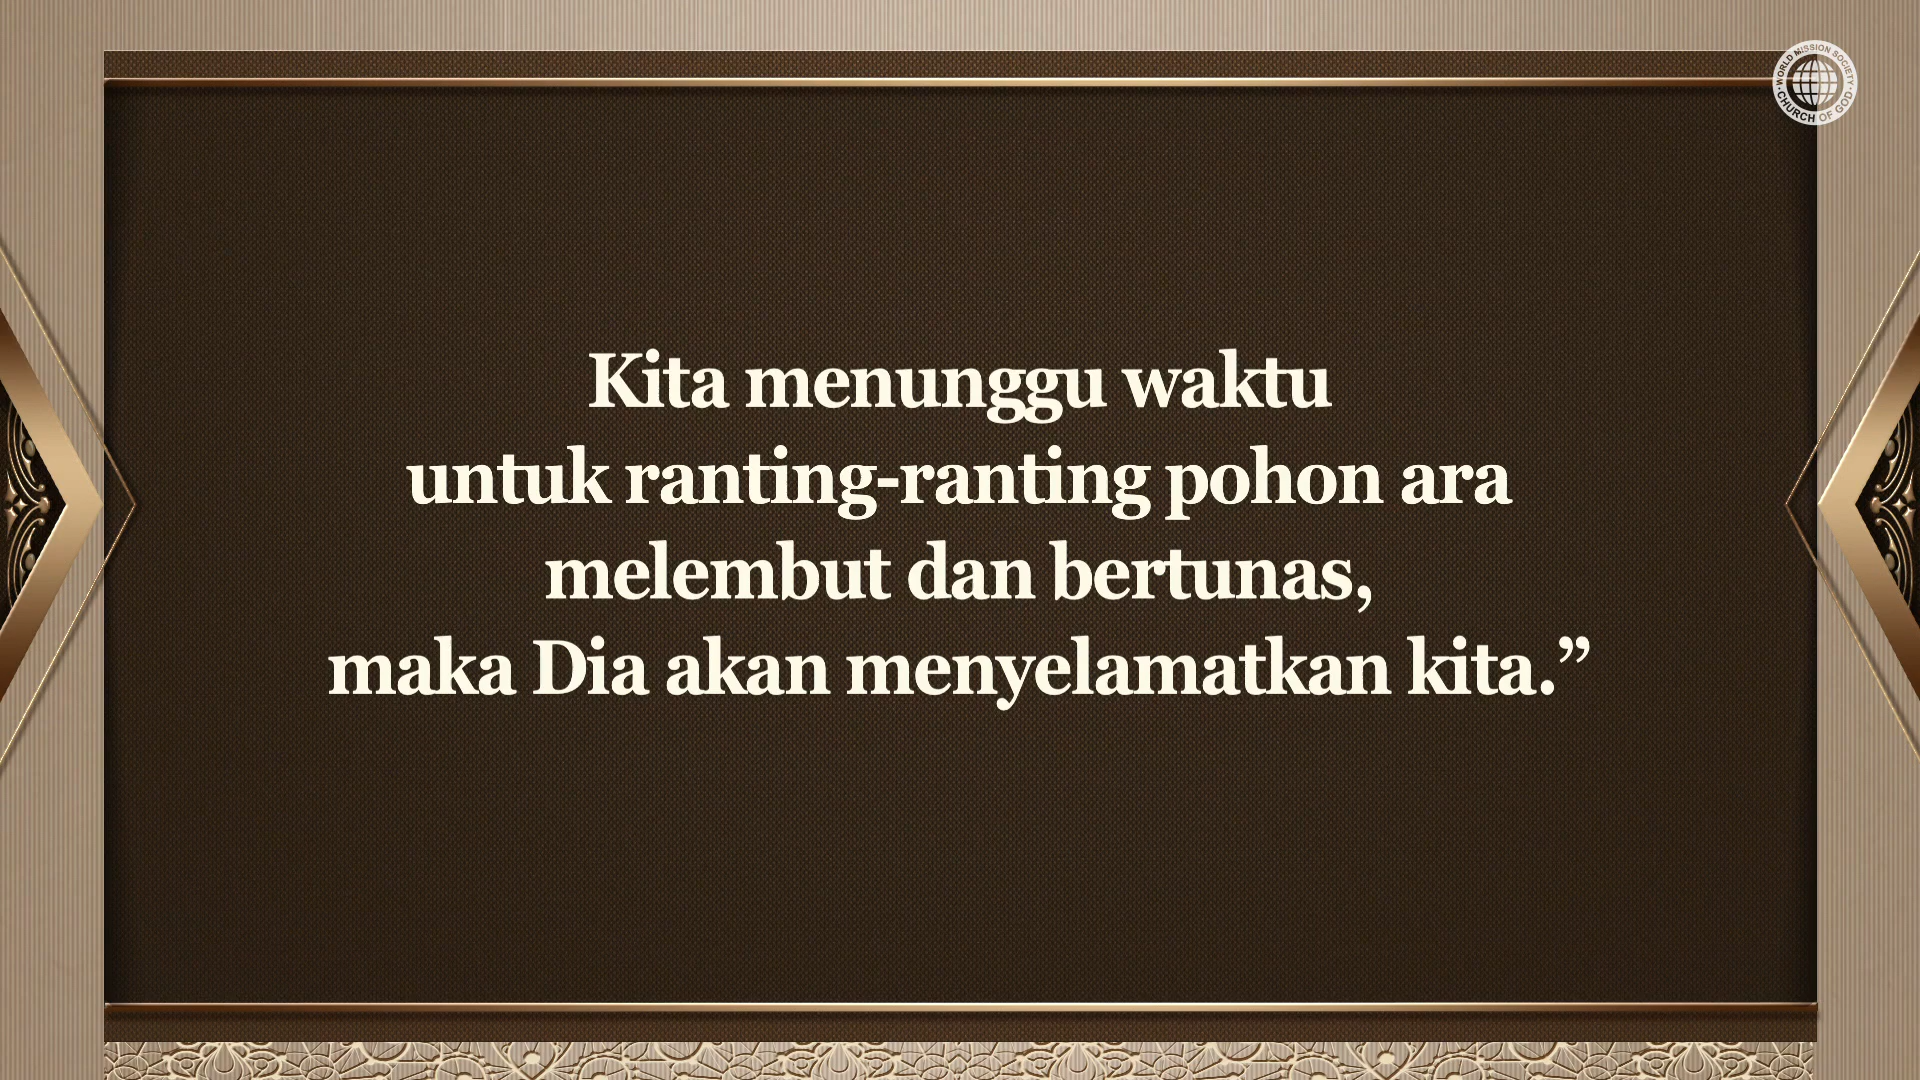 WORLD MISSION SOCIETY
CHURCH OF GOD
Kita menunggu waktu
untuk ranting-ranting pohon ara
melembut dan bertunas,
maka Dia akan menyelamatkan kita.”